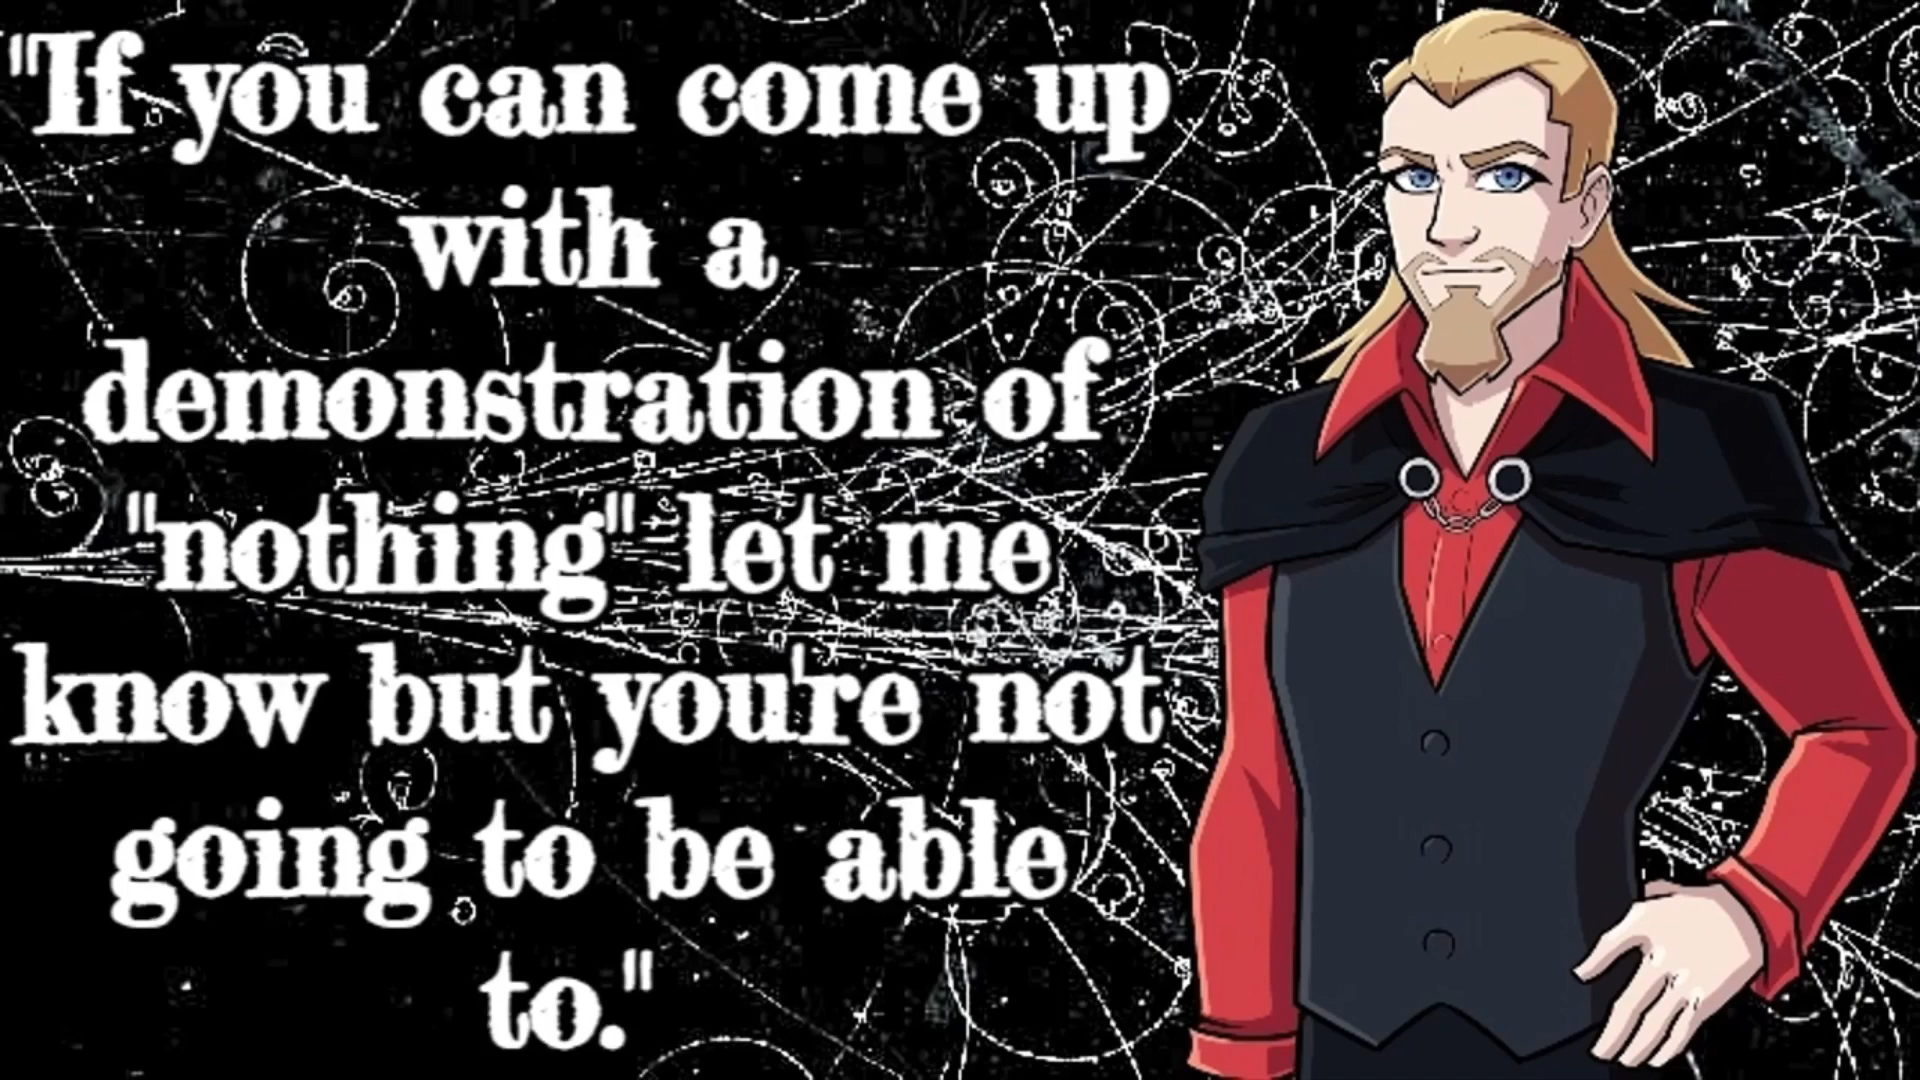 "If you can come up
with a
demonstration of
"nothing" let me
know but you're not
going to be able
to."